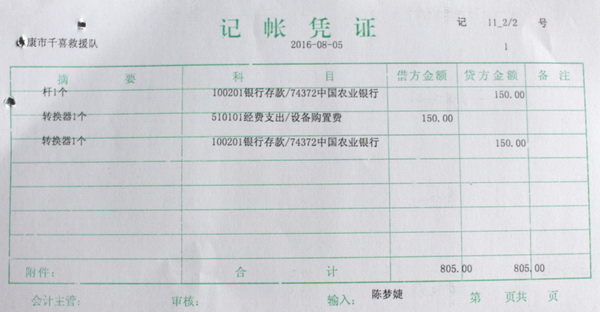 记帐凭证
记 11_2/2 号
康市千喜救援队 2016-08-05 1
摘要 科目 借方金额 贷方金额 备注
杆1个 100201银行存款/74372中国农业银行 150.00
转换器1个 510101经费支出/设备购置费 150.00
转换器1个 100201银行存款/74372中国农业银行 150.00
附件: 合计 805.00 805.00
会计主管: 审核: 输入: 陈梦婕 第 页共 页